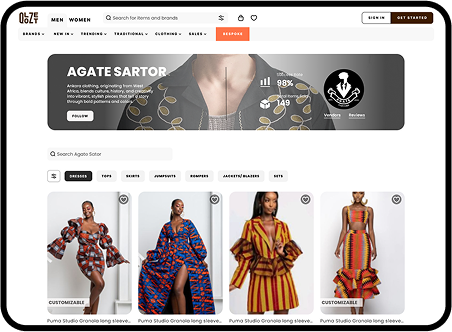 MEN WOMEN
Search for items and brands
SIGN IN
GET STARTED
BRANDS
NEW IN
TRENDING
TRADITIONAL
CLOTHING
SALES
BESPOKE
AGATE SARTOR
Ankara clothing, originating from West
Africa, blends culture, history, and creativity
into vibrant, stylish pieces that tell a story
through bold patterns and colors.
FOLLOW
98%
149
Vendors
Reviews
Search Agate Sator
DRESSES
TOPS
SKIRTS
JUMPSUITS
ROMPERS
JACKETS/ BLAZERS
SETS
CUSTOMIZABLE
CUSTOMIZABLE
Puma Studio Granola long sleeve...
Puma Studio Granola long sleeve...
Puma Studio Granola long sleeve...
Puma Studio Granola long sleeve...